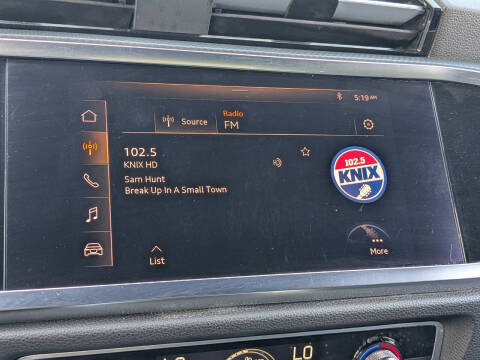 5:19 AM
Radio
Source
FM
102.5
KNIX HD
Sam Hunt
Break Up In A Small Town
102.5
KNIX
List
More
LO
LO